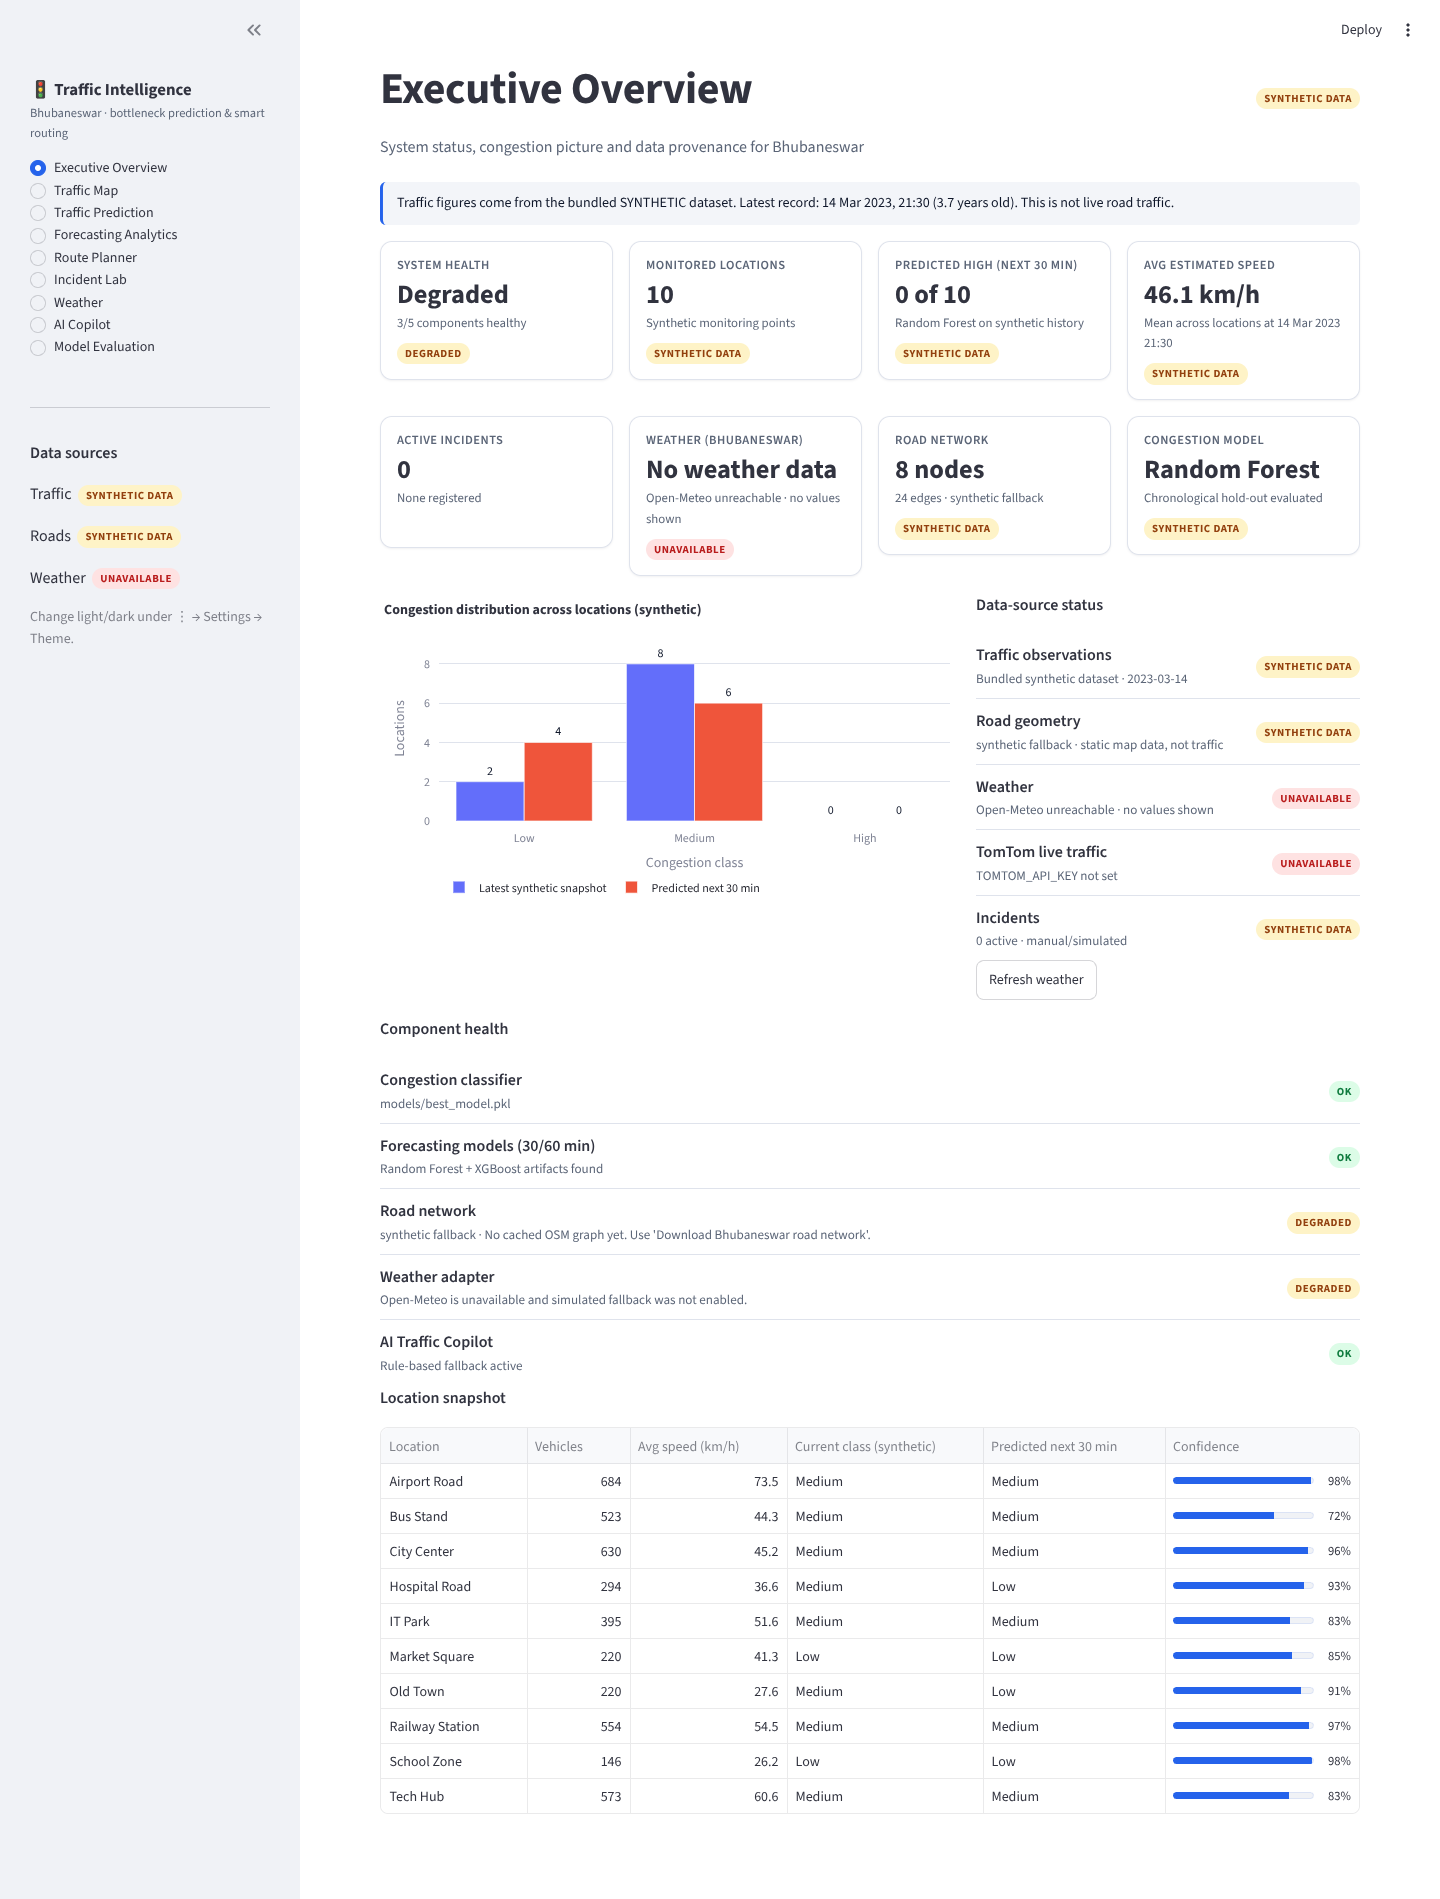 Deploy
🚦 Traffic Intelligence
Bhubaneswar · bottleneck prediction & smart
routing
Executive Overview
Traffic Map
Traffic Prediction
Forecasting Analytics
Route Planner
Incident Lab
Weather
AI Copilot
Model Evaluation
Data sources
Traffic SYNTHETIC DATA
Roads SYNTHETIC DATA
Weather UNAVAILABLE
Change light/dark under ⋮ → Settings →
Theme.
Executive Overview
SYNTHETIC DATA
System status, congestion picture and data provenance for Bhubaneswar
Traffic figures come from the bundled SYNTHETIC dataset. Latest record: 14 Mar 2023, 21:30 (3.7 years old). This is not live road traffic.
SYSTEM HEALTH
Degraded
3/5 components healthy
DEGRADED
MONITORED LOCATIONS
10
Synthetic monitoring points
SYNTHETIC DATA
PREDICTED HIGH (NEXT 30 MIN)
0 of 10
Random Forest on synthetic history
SYNTHETIC DATA
AVG ESTIMATED SPEED
46.1 km/h
Mean across locations at 14 Mar 2023
21:30
SYNTHETIC DATA
ACTIVE INCIDENTS
0
None registered
WEATHER (BHUBANESWAR)
No weather data
Open-Meteo unreachable · no values
shown
UNAVAILABLE
ROAD NETWORK
8 nodes
24 edges · synthetic fallback
SYNTHETIC DATA
CONGESTION MODEL
Random Forest
Chronological hold-out evaluated
SYNTHETIC DATA
Congestion distribution across locations (synthetic)
Locations
8
6
4
2
0
2
4
8
6
0
0
Low
Medium
High
Congestion class
Latest synthetic snapshot
Predicted next 30 min
Data-source status
Traffic observations
Bundled synthetic dataset · 2023-03-14
SYNTHETIC DATA
Road geometry
synthetic fallback · static map data, not traffic
SYNTHETIC DATA
Weather
Open-Meteo unreachable · no values shown
UNAVAILABLE
TomTom live traffic
TOMTOM_API_KEY not set
UNAVAILABLE
Incidents
0 active · manual/simulated
SYNTHETIC DATA
Refresh weather
Component health
Congestion classifier
models/best_model.pkl
OK
Forecasting models (30/60 min)
Random Forest + XGBoost artifacts found
OK
Road network
synthetic fallback · No cached OSM graph yet. Use 'Download Bhubaneswar road network'.
DEGRADED
Weather adapter
Open-Meteo is unavailable and simulated fallback was not enabled.
DEGRADED
AI Traffic Copilot
Rule-based fallback active
OK
Location snapshot
Location Vehicles Avg speed (km/h) Current class (synthetic) Predicted next 30 min Confidence
Airport Road 684 73.5 Medium Medium 98%
Bus Stand 523 44.3 Medium Medium 72%
City Center 630 45.2 Medium Medium 96%
Hospital Road 294 36.6 Medium Low 93%
IT Park 395 51.6 Medium Medium 83%
Market Square 220 41.3 Low Low 85%
Old Town 220 27.6 Medium Low 91%
Railway Station 554 54.5 Medium Medium 97%
School Zone 146 26.2 Low Low 98%
Tech Hub 573 60.6 Medium Medium 83%